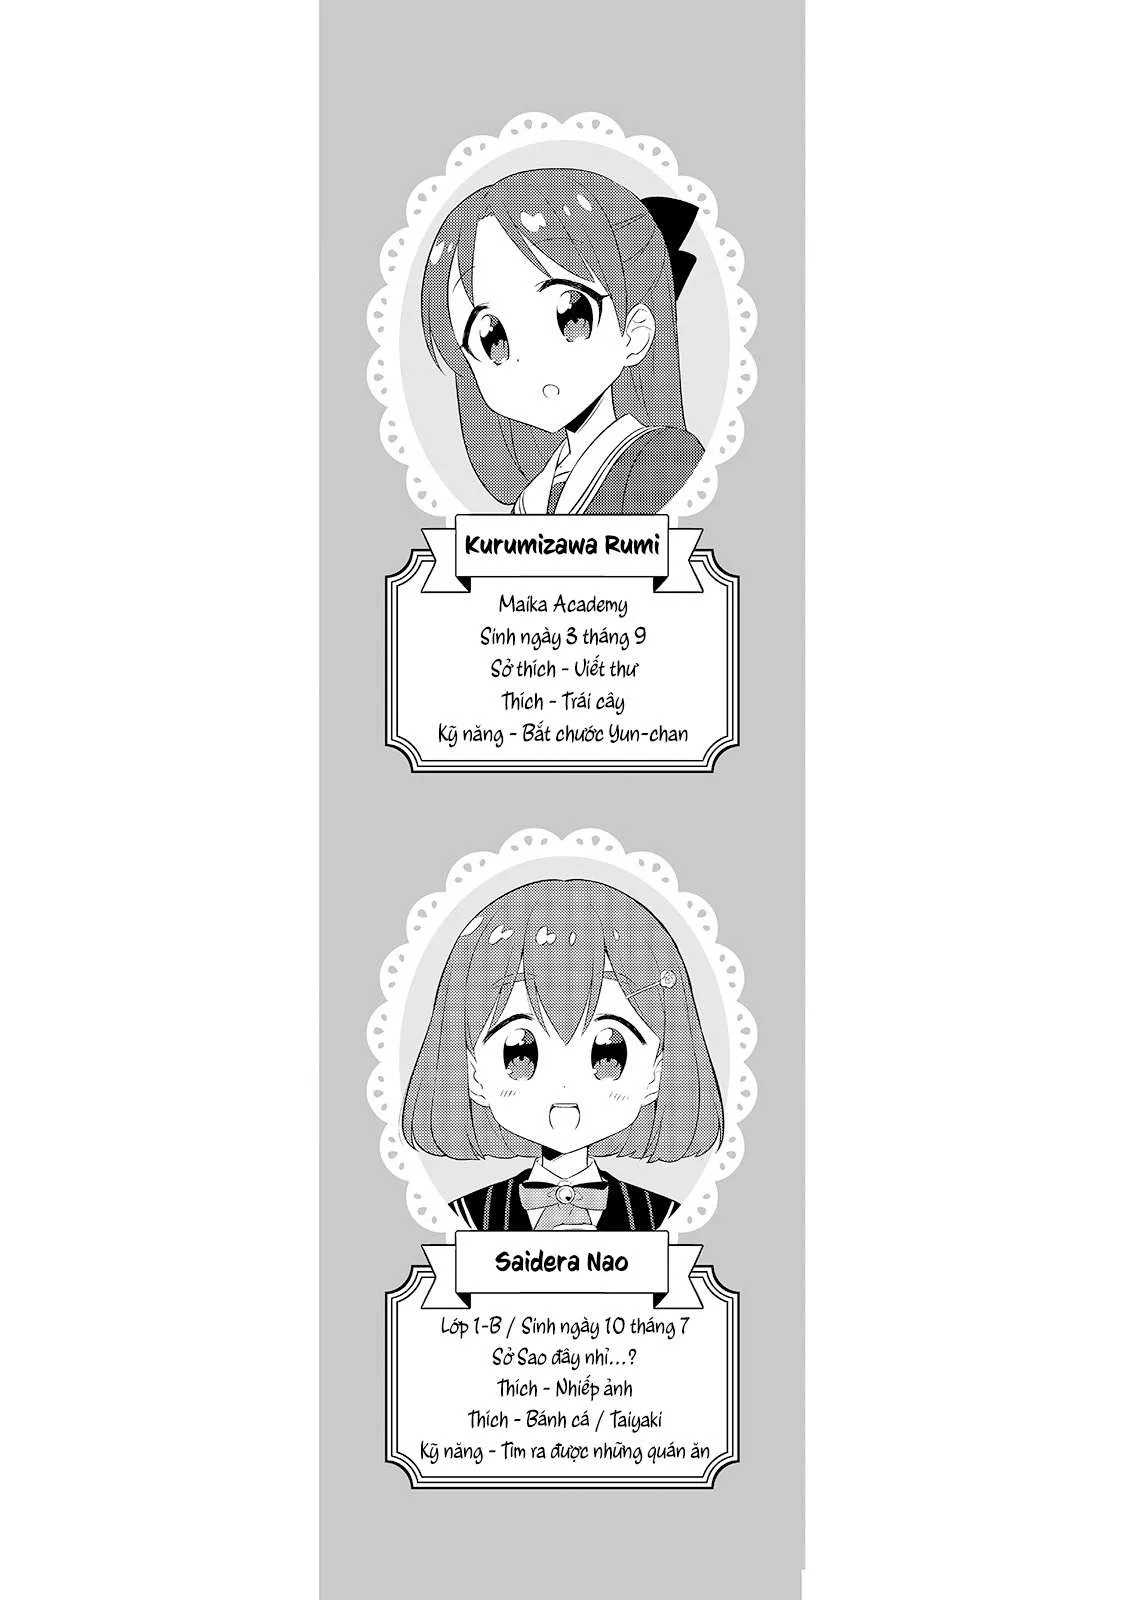 Kurumizawa Rumi
Maika Academy
Sinh ngày 3 tháng 9
Sở thích - Viết thư
Thích - Trái cây
Kỹ năng - Bắt chước Yun-chan
Saidera Nao
Lớp 1-B / Sinh ngày 10 tháng 7
Sở Sao đây nhỉ...?
Thích - Nhiếp ảnh
Thích - Bánh cá / Taiyaki
Kỹ năng - Tìm ra được những quán ăn